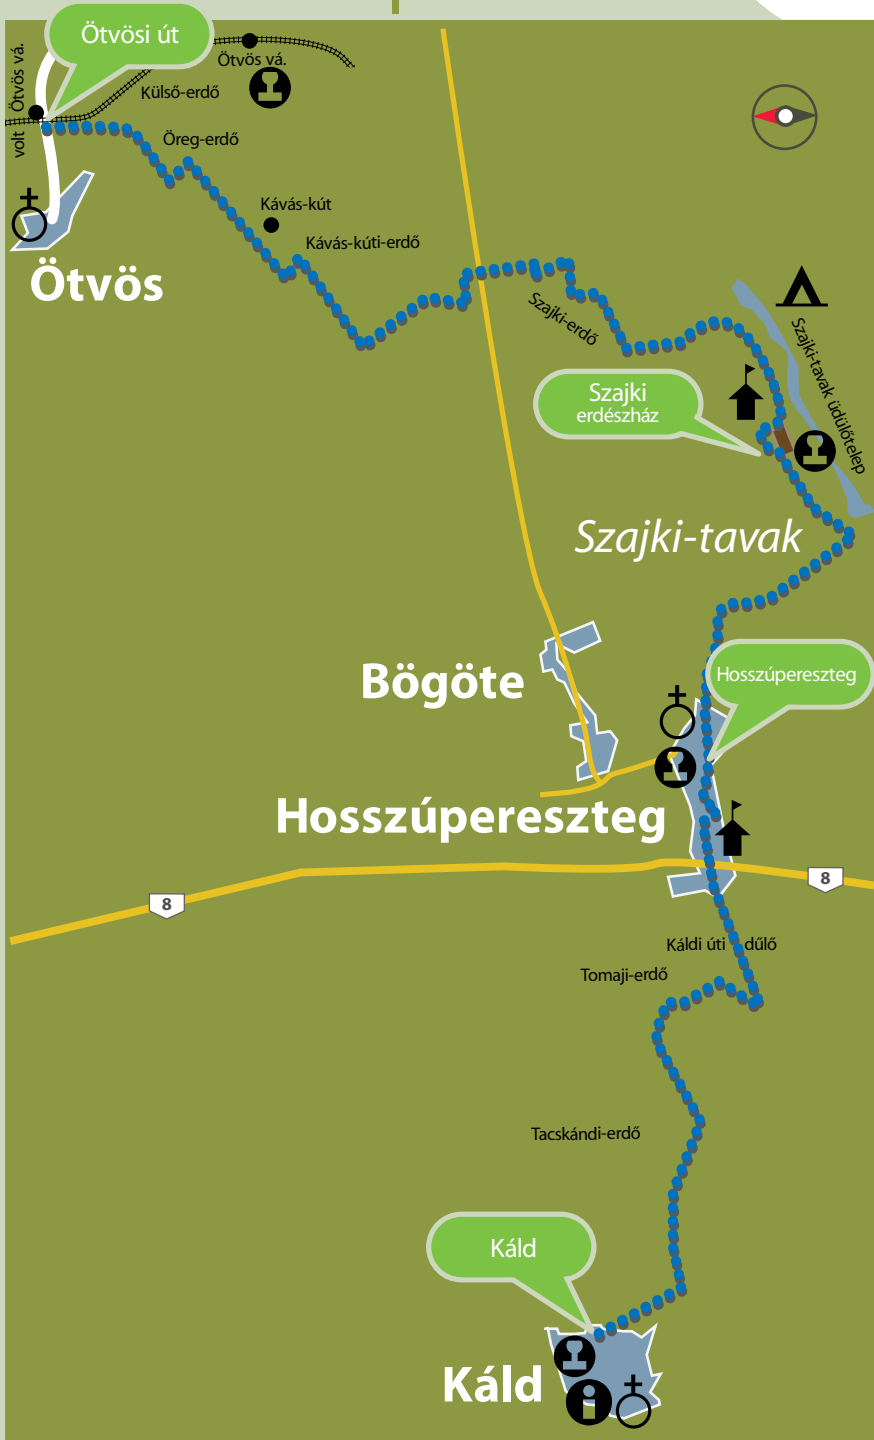 Ötvösi út
volt Ötvös vá.
Ötvös vá.
Külső-erdő
Öreg-erdő
Kávás-kút
Kávás-kúti-erdő
Ötvös
Szajki-erdő
Szajki-tavak üdülőtelep
Szajki
erdészház
Szajki-tavak
Bögöte
Hosszúpereszteg
Hosszúpereszteg
8
8
Káldi úti dűlő
Tomaji-erdő
Tacskándi-erdő
Káld
Káld